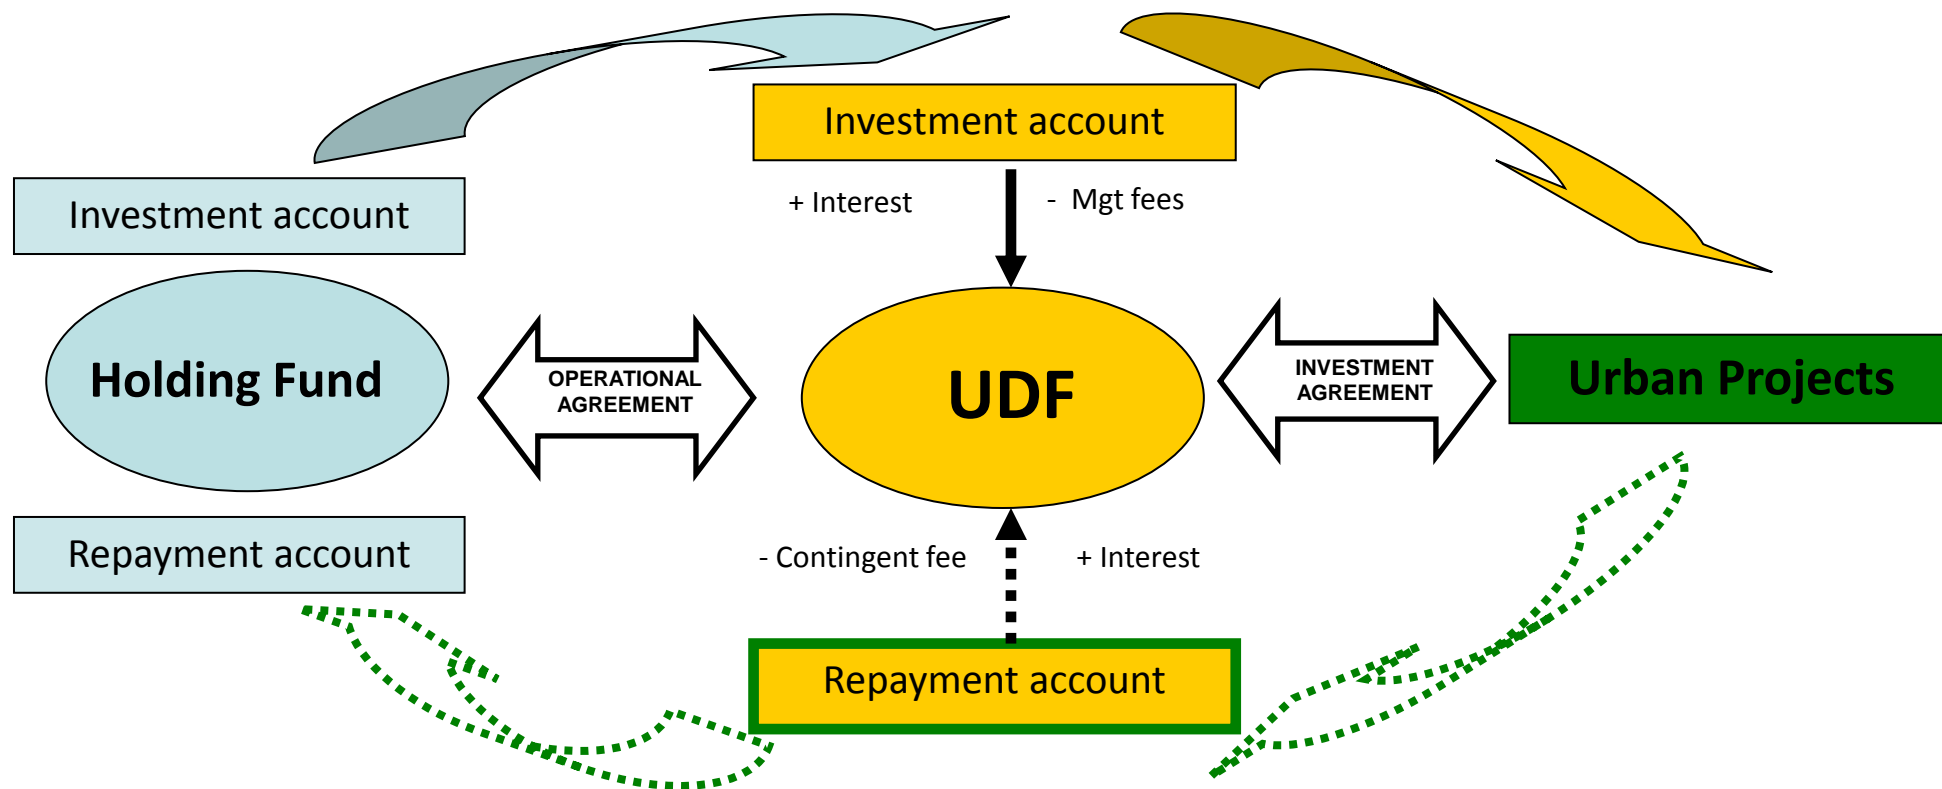 Investment account
+ Interest
- Mgt fees
Investment account
Holding Fund
OPERATIONAL
AGREEMENT
UDF
INVESTMENT
AGREEMENT
Urban Projects
Repayment account
- Contingent fee
+ Interest
Repayment account